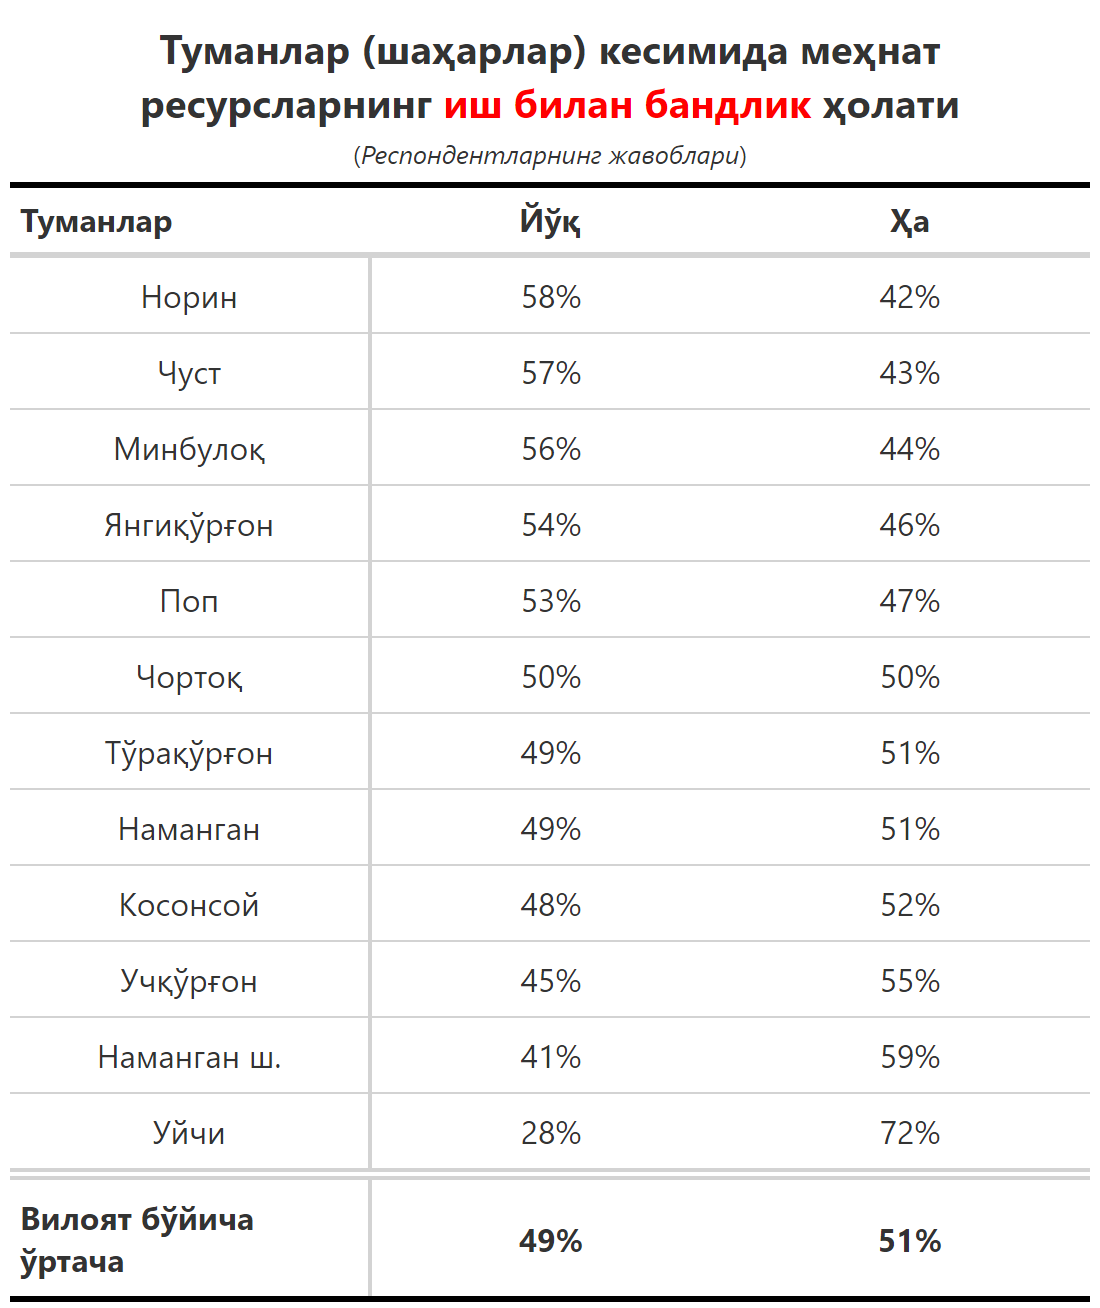 Туманлар (шаҳарлар) кесимида меҳнат
ресурсларнинг иш билан бандлик ҳолати
(Респондентларнинг жавоблари)
Туманлар Йўқ Ҳа
Норин 58% 42%
Чуст 57% 43%
Минбулоқ 56% 44%
Янгиқўрғон 54% 46%
Поп 53% 47%
Чортоқ 50% 50%
Тўрақўрғон 49% 51%
Наманган 49% 51%
Косонсой 48% 52%
Учқўрғон 45% 55%
Наманган ш. 41% 59%
Уйчи 28% 72%
Вилоят бўйича
ўртача 49% 51%